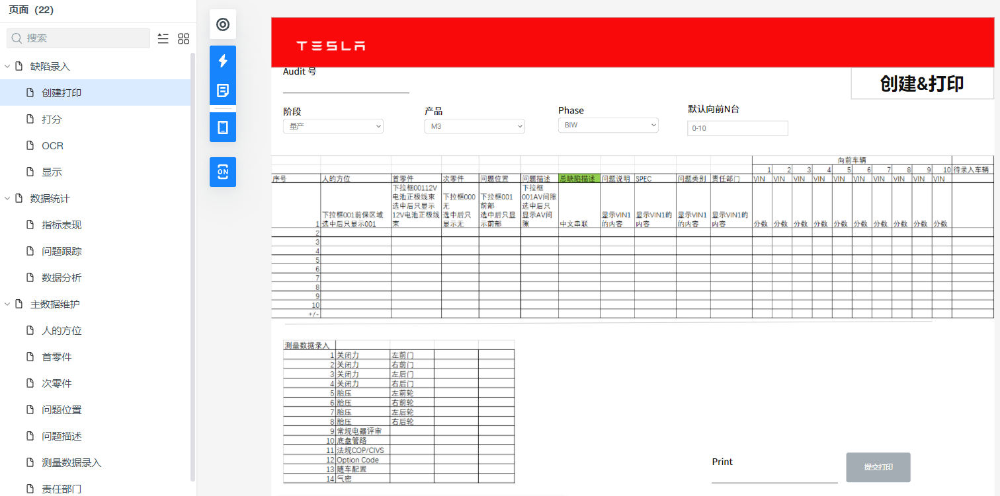 页面 (22)
搜索
缺陷录入
创建打印
打分
OCR
显示
数据统计
指标表现
问题跟踪
数据分析
主数据维护
人的方位
首零件
次零件
问题位置
问题描述
测量数据录入
责任部门
ON
TESLA
Audit 号
创建&打印
阶段
产品
Phase
默认向前N台
量产
M3
BIW
0-10
向前车辆
1 2 3 4 5 6 7 8 9 10 待录入车辆
序号 人的方位 首零件 次零件 问题位置 问题描述 总缺陷描述 问题说明 SPEC 问题类别 责任部门 VIN VIN VIN VIN VIN VIN VIN VIN VIN VIN
1
下拉框001前保区域
选中后只显示001
下拉框00112V
电池正极线束
选中后只显示
12V电池正极线
束
下拉框000
无
选中后只
显示无
下拉框001
前部
选中后只显
示前部
下拉框
001AV间隙
选中后只
显示AV间
隙
中文串联
显示VIN1
的内容
显示VIN1的
内容
显示VIN1
的内容
显示VIN1的
内容
分数 分数 分数 分数 分数 分数 分数 分数 分数 分数
2
3
4
5
6
7
8
9
10
+/-
测量数据录入
1 关闭力 左前门
2 关闭力 右前门
3 关闭力 左后门
4 关闭力 右后门
5 胎压 左前轮
6 胎压 右前轮
7 胎压 左后轮
8 胎压 右后轮
9 常规电器评审
10 底盘管路
11 法规COP/CIVS
12 Option Code
13 随车配置
14 气密
Print
提交打印